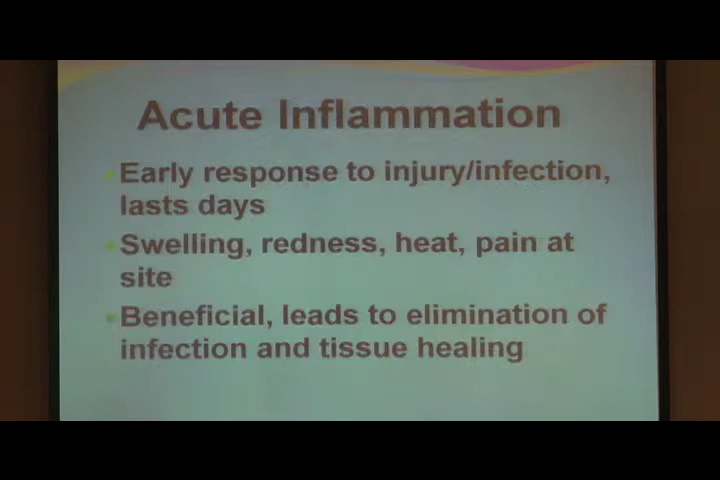 Acute Inflammation
Early response to injury/infection,
lasts days
Swelling, redness, heat, pain at
site
Beneficial, leads to elimination of
infection and tissue healing